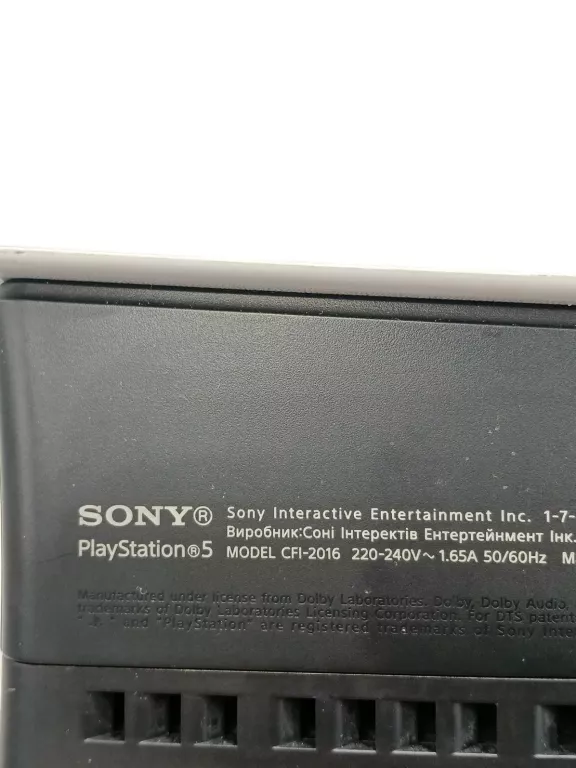 SONY® Sony Interactive Entertainment Inc. 1-7-
Виробник:Соні Інтеректів Ентертейнмент Інк.
PlayStation®5 MODEL CFI-2016 220-240V~1.65A 50/60Hz
Manufactured under license from Dolby Laboratories. Dolby, Dolby Audio,
trademarks of Dolby Laboratories Licensing Corporation. For DTS patent
" " and "PlayStation" are registered trademarks of Sony Inte